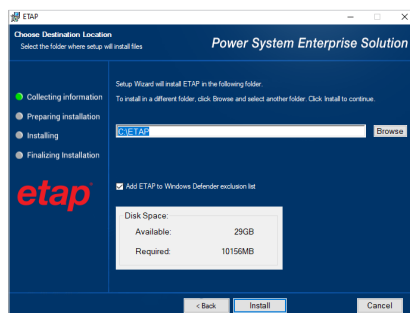 ETAP
Choose Destination Location
Select the folder where setup will install files
Power System Enterprise Solution
Setup Wizard will install ETAP in the following folder.
To install in a different folder, click Browse and select another folder. Click Install to continue.
Collecting information
Preparing installation
Installing
Finalizing Installation
C:\ETAP
Browse
etap
Add ETAP to Windows Defender exclusion list
Disk Space:
Available: 29GB
Required: 10156MB
< Back
Install
Cancel